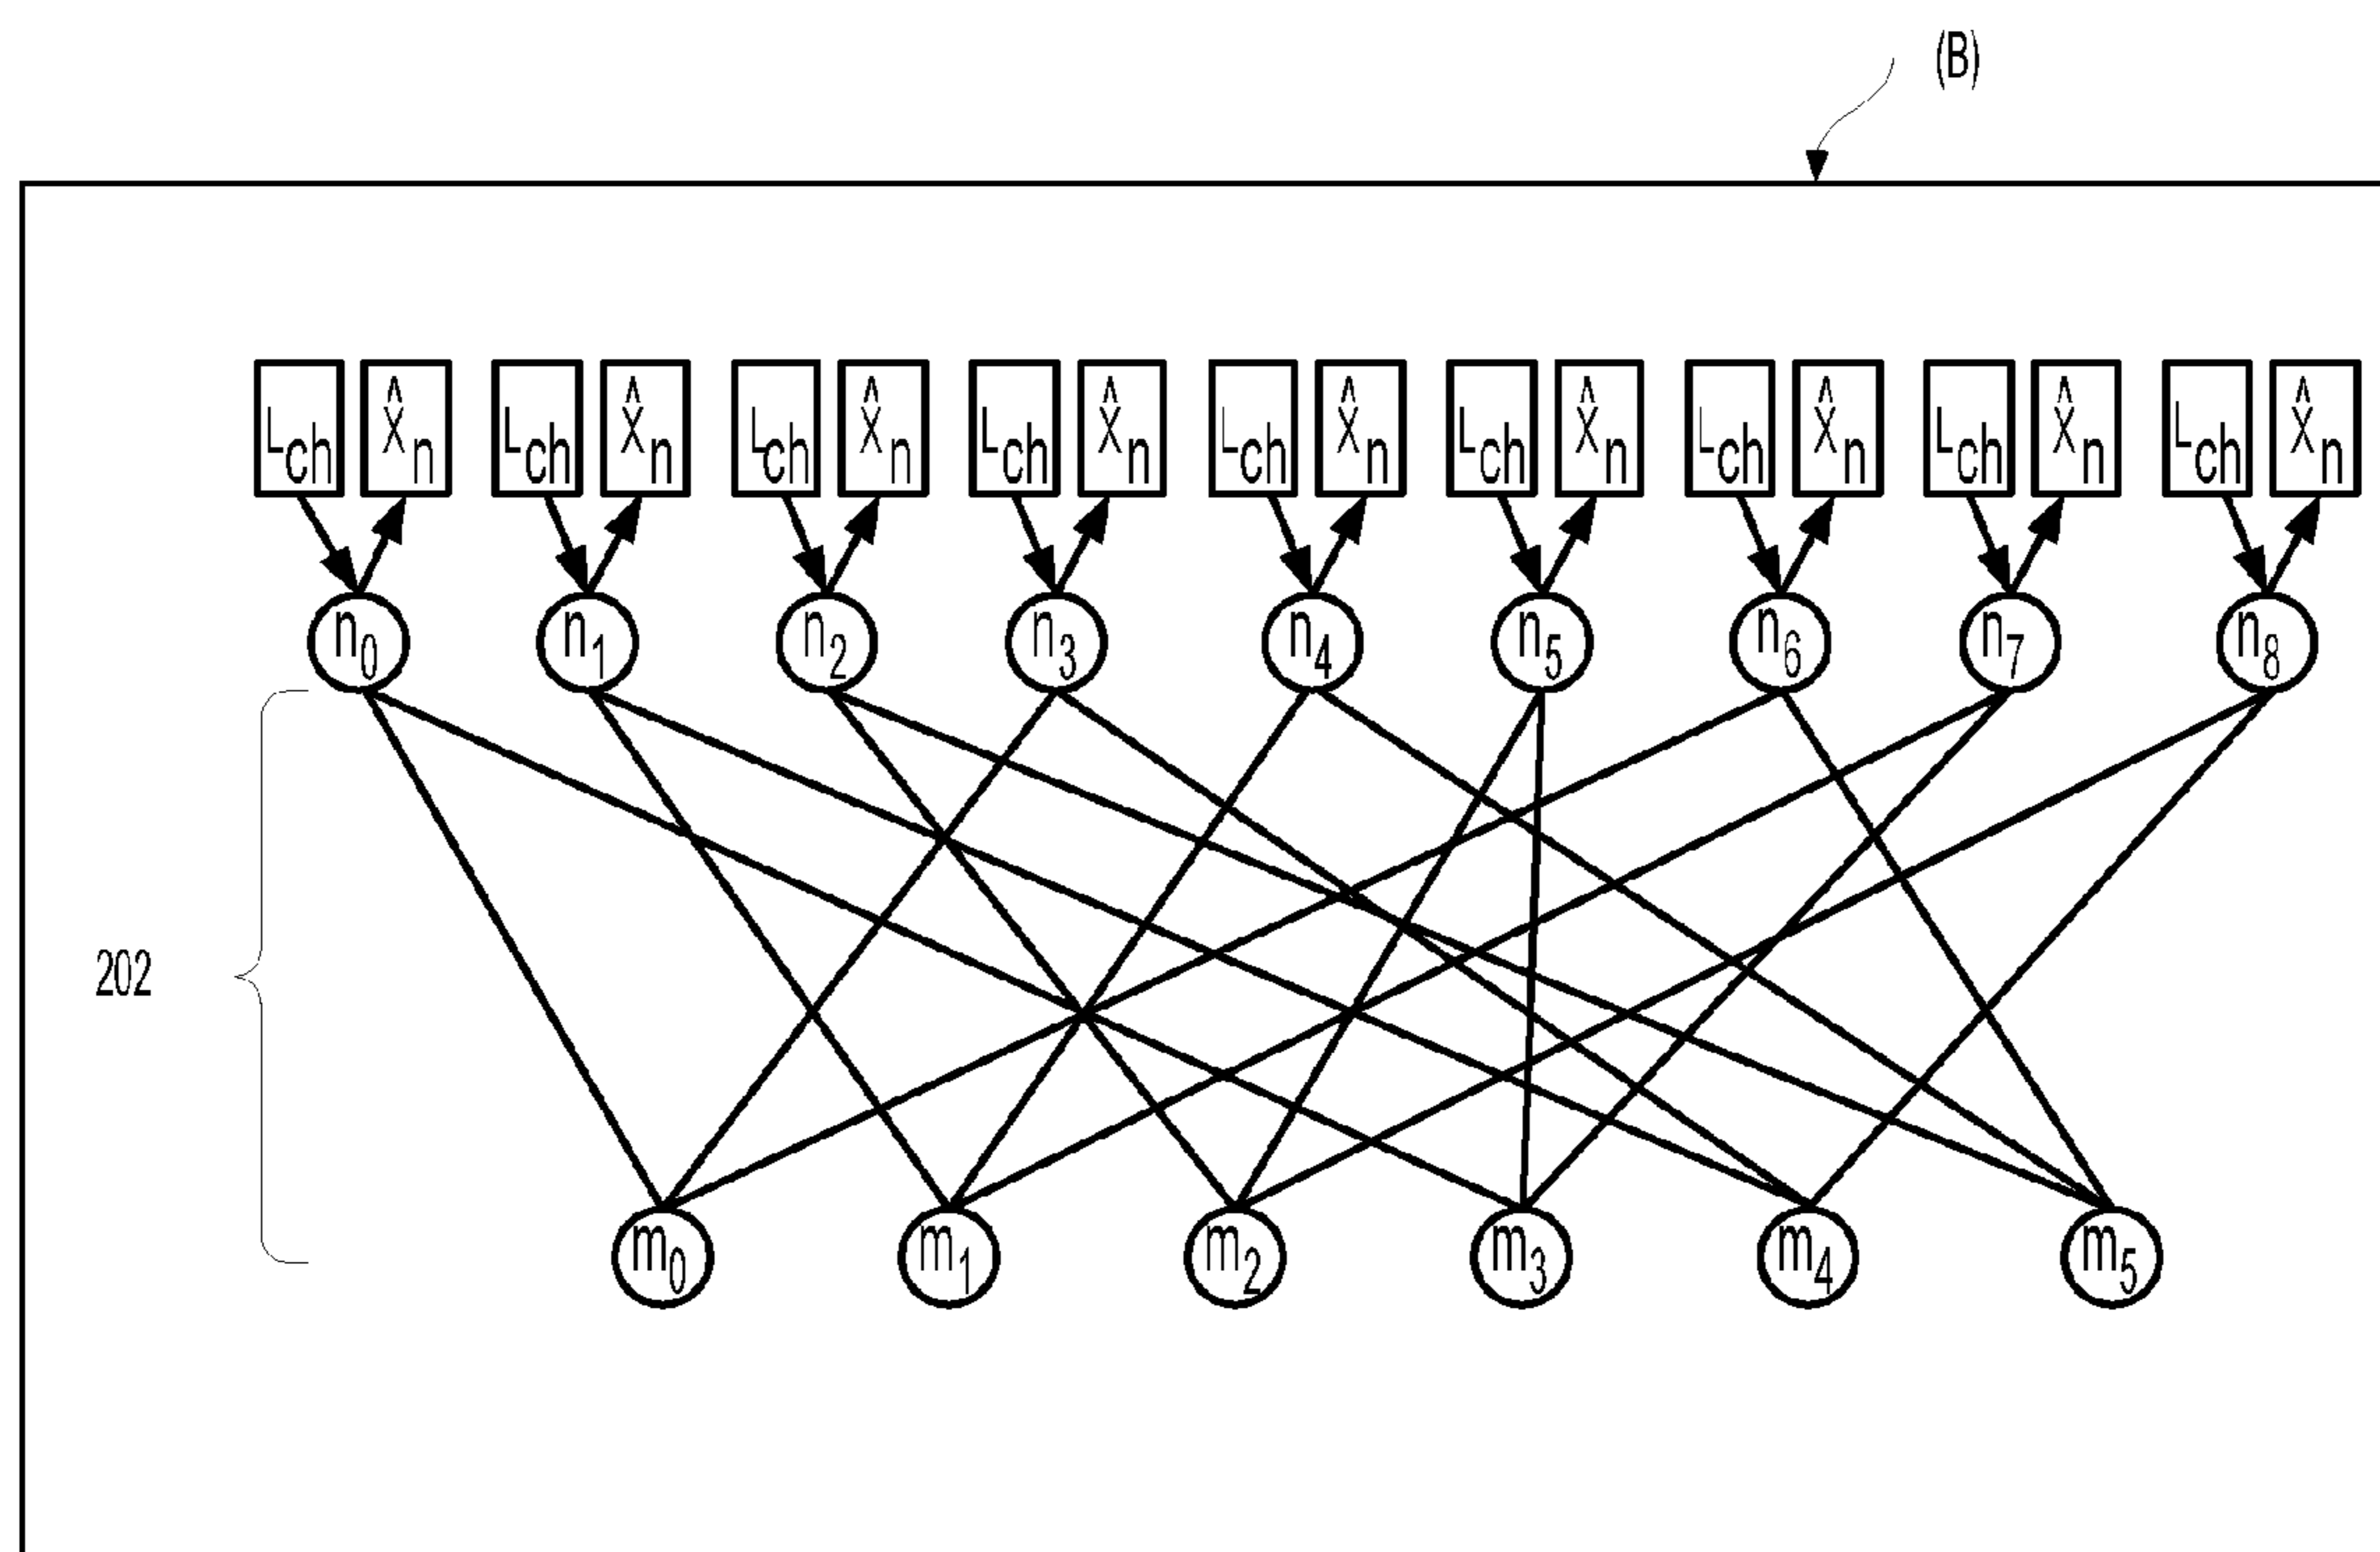 (B)
L_ch X̂_n L_ch X̂_n L_ch X̂_n L_ch X̂_n L_ch X̂_n L_ch X̂_n L_ch X̂_n L_ch X̂_n L_ch X̂_n
n_0 n_1 n_2 n_3 n_4 n_5 n_6 n_7 n_8
202
m_0 m_1 m_2 m_3 m_4 m_5